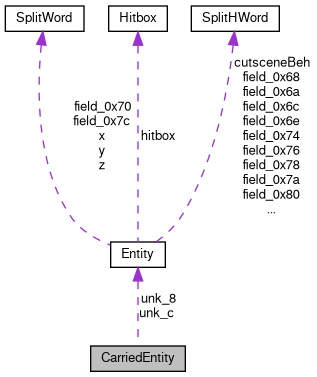 SplitWord
Hitbox
SplitHWord
field_0x70
field_0x7c
x
y
z
hitbox
cutsceneBeh
field_0x68
field_0x6a
field_0x6c
field_0x6e
field_0x74
field_0x76
field_0x78
field_0x7a
field_0x80
...
Entity
unk_8
unk_c
CarriedEntity